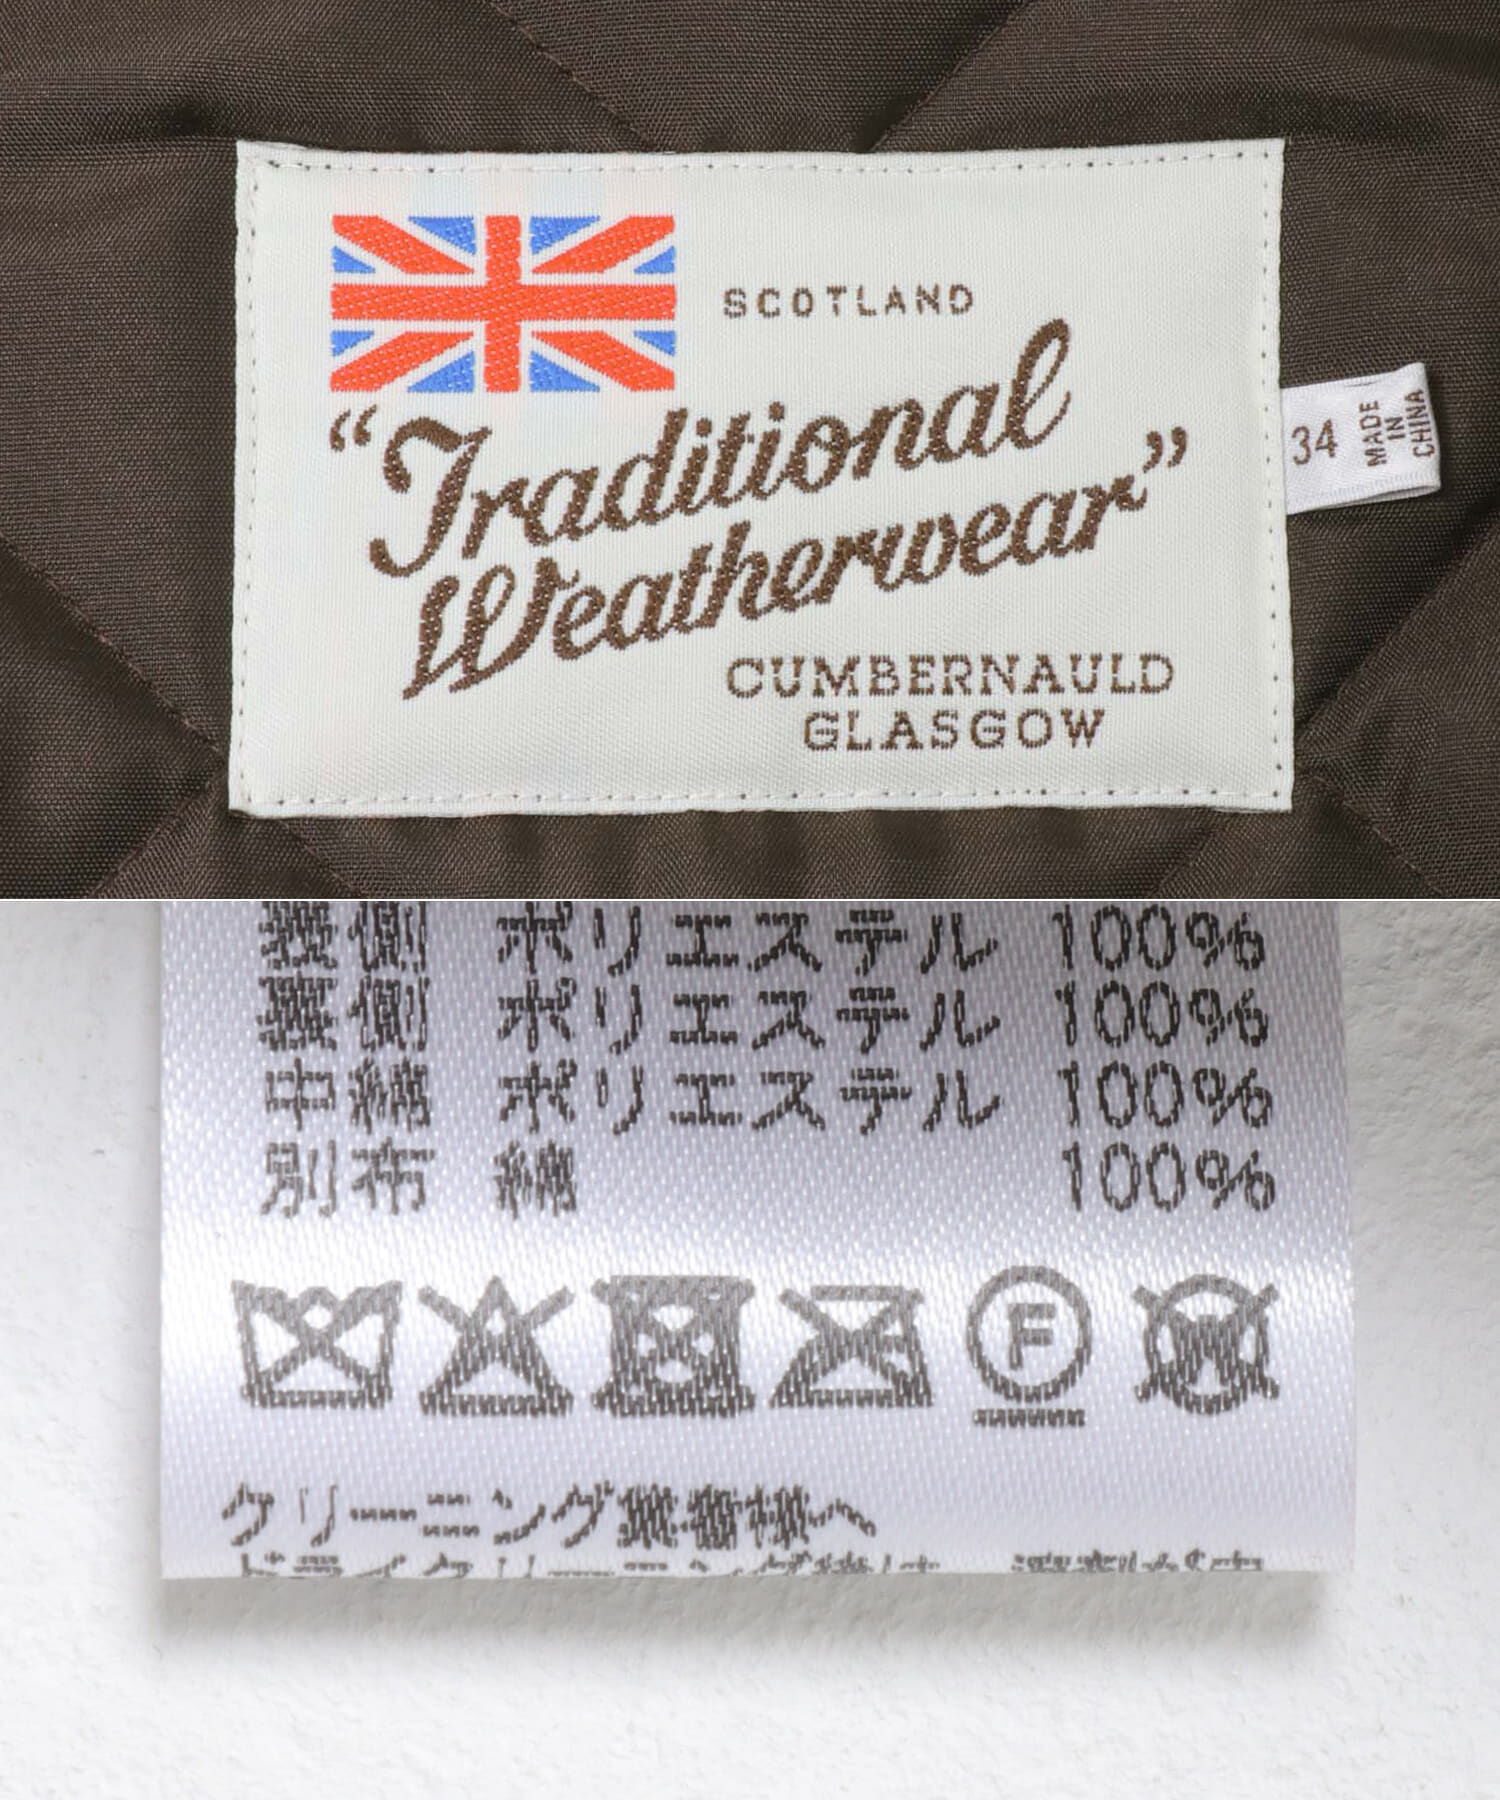 SCOTLAND
“Traditional
Weatherwear”
CUMBERNAULD
GLASGOW
34
MADE
IN
CHINA
裏側 ポリエステル 100%
裏側 ポリエステル 100%
中綿 ポリエステル 100%
別布 綿 100%
F
W
クリーニング業者様へ